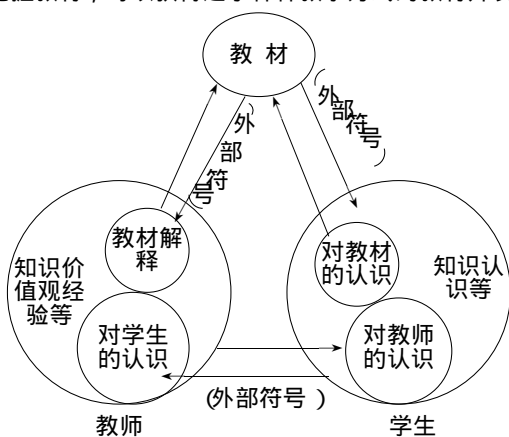 教 材
(外部符号)
(外部符号)
教材解
释
知识价
值观经
验等
对学生
的认识
对教材
的认识
知识认
识等
对教师
的认识
(外部符号 )
教师
学生